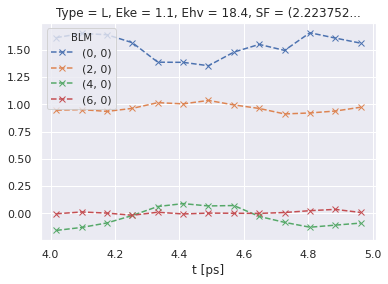 Type = L, Eke = 1.1, Ehv = 18.4, SF = (2.223752...
BLM
(0, 0)
(2, 0)
(4, 0)
(6, 0)
1.50
1.25
1.00
0.75
0.50
0.25
0.00
4.0 4.2 4.4 4.6 4.8 5.0
t [ps]